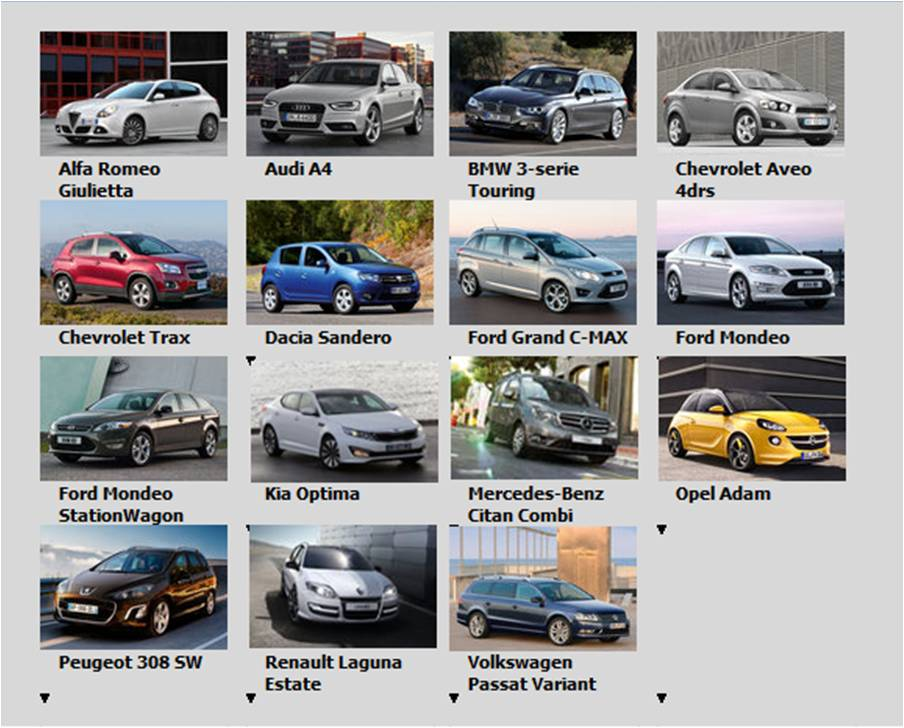 Alfa Romeo
Giulietta
Audi A4
BMW 3-serie
Touring
Chevrolet Aveo
4drs
Chevrolet Trax
Dacia Sandero
Ford Grand C-MAX
Ford Mondeo
Ford Mondeo
StationWagon
Kia Optima
Mercedes-Benz
Citan Combi
Opel Adam
Peugeot 308 SW
Renault Laguna
Estate
Volkswagen
Passat Variant